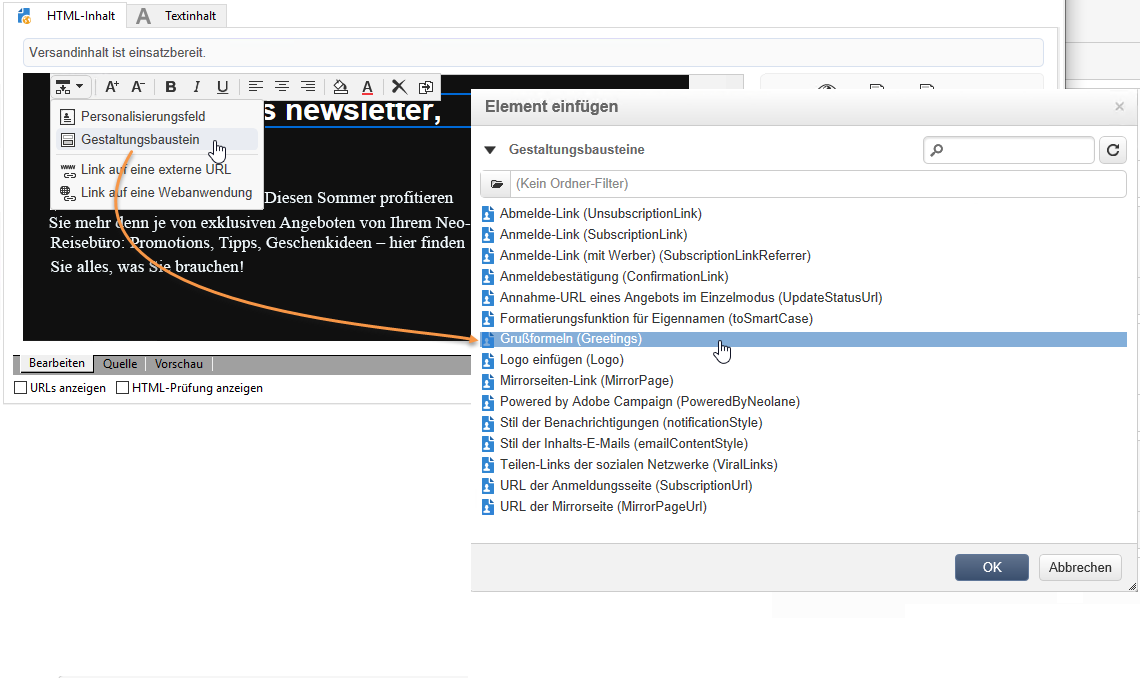 HTML-Inhalt
A Textinhalt
Versandinhalt ist einsatzbereit.
A+ A- B I U A
s newsletter,
Personalisierungsfeld
Gestaltungsbaustein
Link auf eine externe URL
Link auf eine Webanwendung
Diesen Sommer profitieren
Sie mehr denn je von exklusiven Angeboten von Ihrem Neo-
Reisebüro: Promotions, Tipps, Geschenkideen – hier finden
Sie alles, was Sie brauchen!
Bearbeiten Quelle Vorschau
URLs anzeigen HTML-Prüfung anzeigen
Element einfügen ×
Gestaltungsbausteine
(Kein Ordner-Filter)
Abmelde-Link (UnsubscriptionLink)
Anmelde-Link (SubscriptionLink)
Anmelde-Link (mit Werber) (SubscriptionLinkReferrer)
Anmeldebestätigung (ConfirmationLink)
Annahme-URL eines Angebots im Einzelmodus (UpdateStatusUrl)
Formatierungsfunktion für Eigennamen (toSmartCase)
Grußformeln (Greetings)
Logo einfügen (Logo)
Mirrorseiten-Link (MirrorPage)
Powered by Adobe Campaign (PoweredByNeolane)
Stil der Benachrichtigungen (notificationStyle)
Stil der Inhalts-E-Mails (emailContentStyle)
Teilen-Links der sozialen Netzwerke (ViralLinks)
URL der Anmeldungsseite (SubscriptionUrl)
URL der Mirrorseite (MirrorPageUrl)
OK Abbrechen